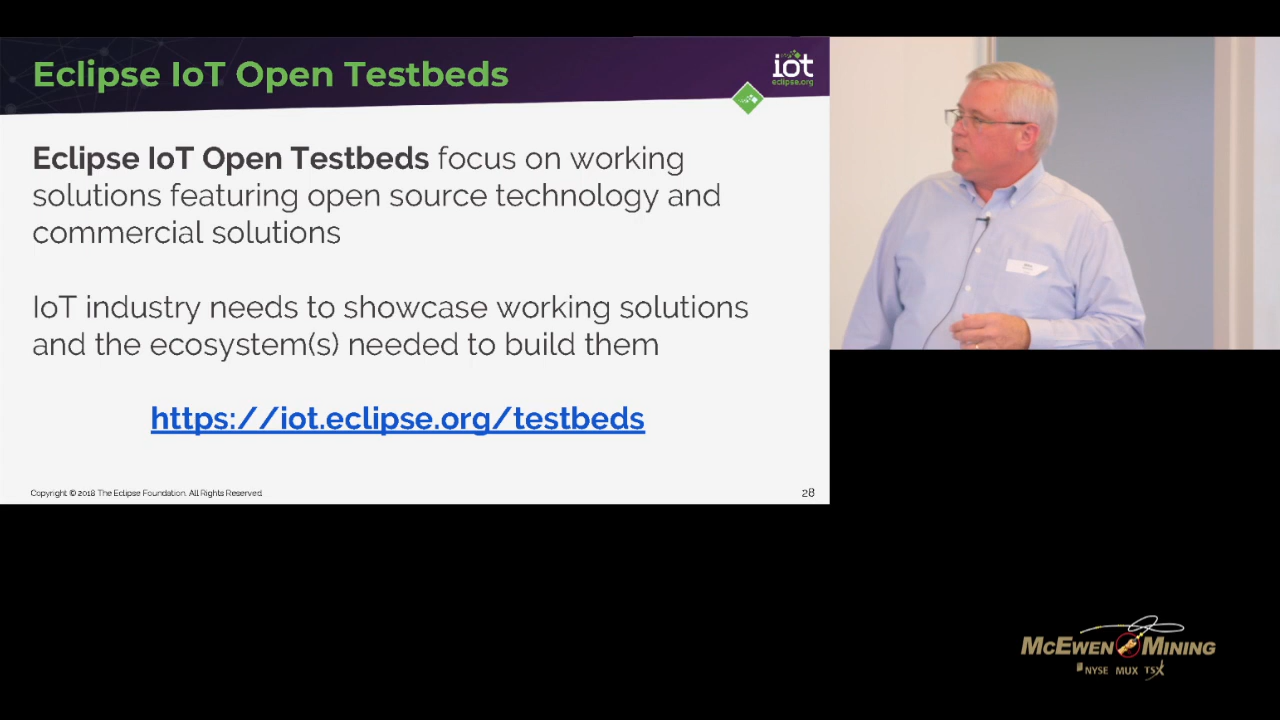 Eclipse IoT Open Testbeds
iot
eclipse.org
Eclipse IoT Open Testbeds focus on working
solutions featuring open source technology and
commercial solutions
IoT industry needs to showcase working solutions
and the ecosystem(s) needed to build them
https://iot.eclipse.org/testbeds
Copyright © 2018 The Eclipse Foundation. All Rights Reserved.
28
MCEWEN MINING
NYSE MUX TSX